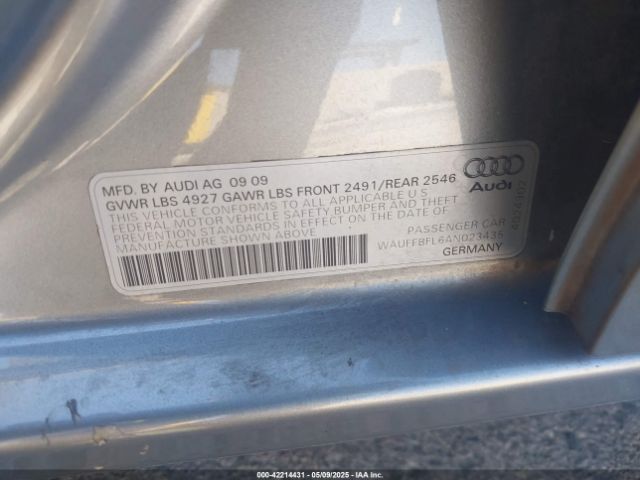 MFD. BY AUDI AG 09 09
GVWR LBS 4927 GAWR LBS FRONT 2491/REAR 2546
THIS VEHICLE CONFORMS TO ALL APPLICABLE U.S
FEDERAL MOTOR VEHICLE SAFETY BUMPER AND THEFT
PREVENTION STANDARDS IN EFFECT ON THE DATE OF
MANUFACTURE SHOWN ABOVE
Audi
PASSENGER CAR
WAUFFBFL6AN023436
GERMANY
000-42214431 - 05/09/2025 - IAA Inc.